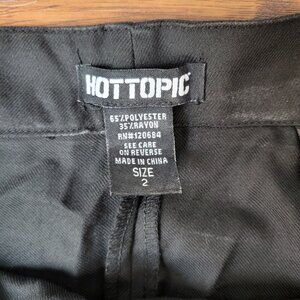 HOTTOPIC
65%POLYESTER
35%RAYON
RN#120684
SEE CARE
ON REVERSE
MADE IN CHINA
SIZE
2